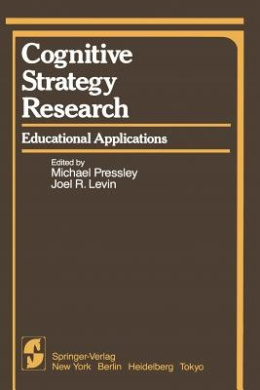 Cognitive
Strategy
Research
Educational Applications
Edited by
Michael Pressley
Joel R. Levin
Springer-Verlag
New York Berlin Heidelberg Tokyo